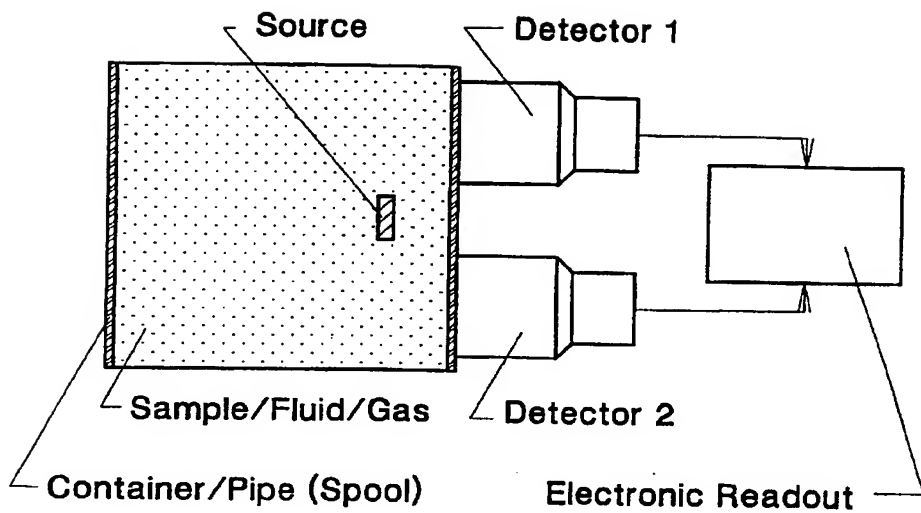 Source
Detector 1
Sample/Fluid/Gas
Detector 2
Container/Pipe (Spool)
Electronic Readout